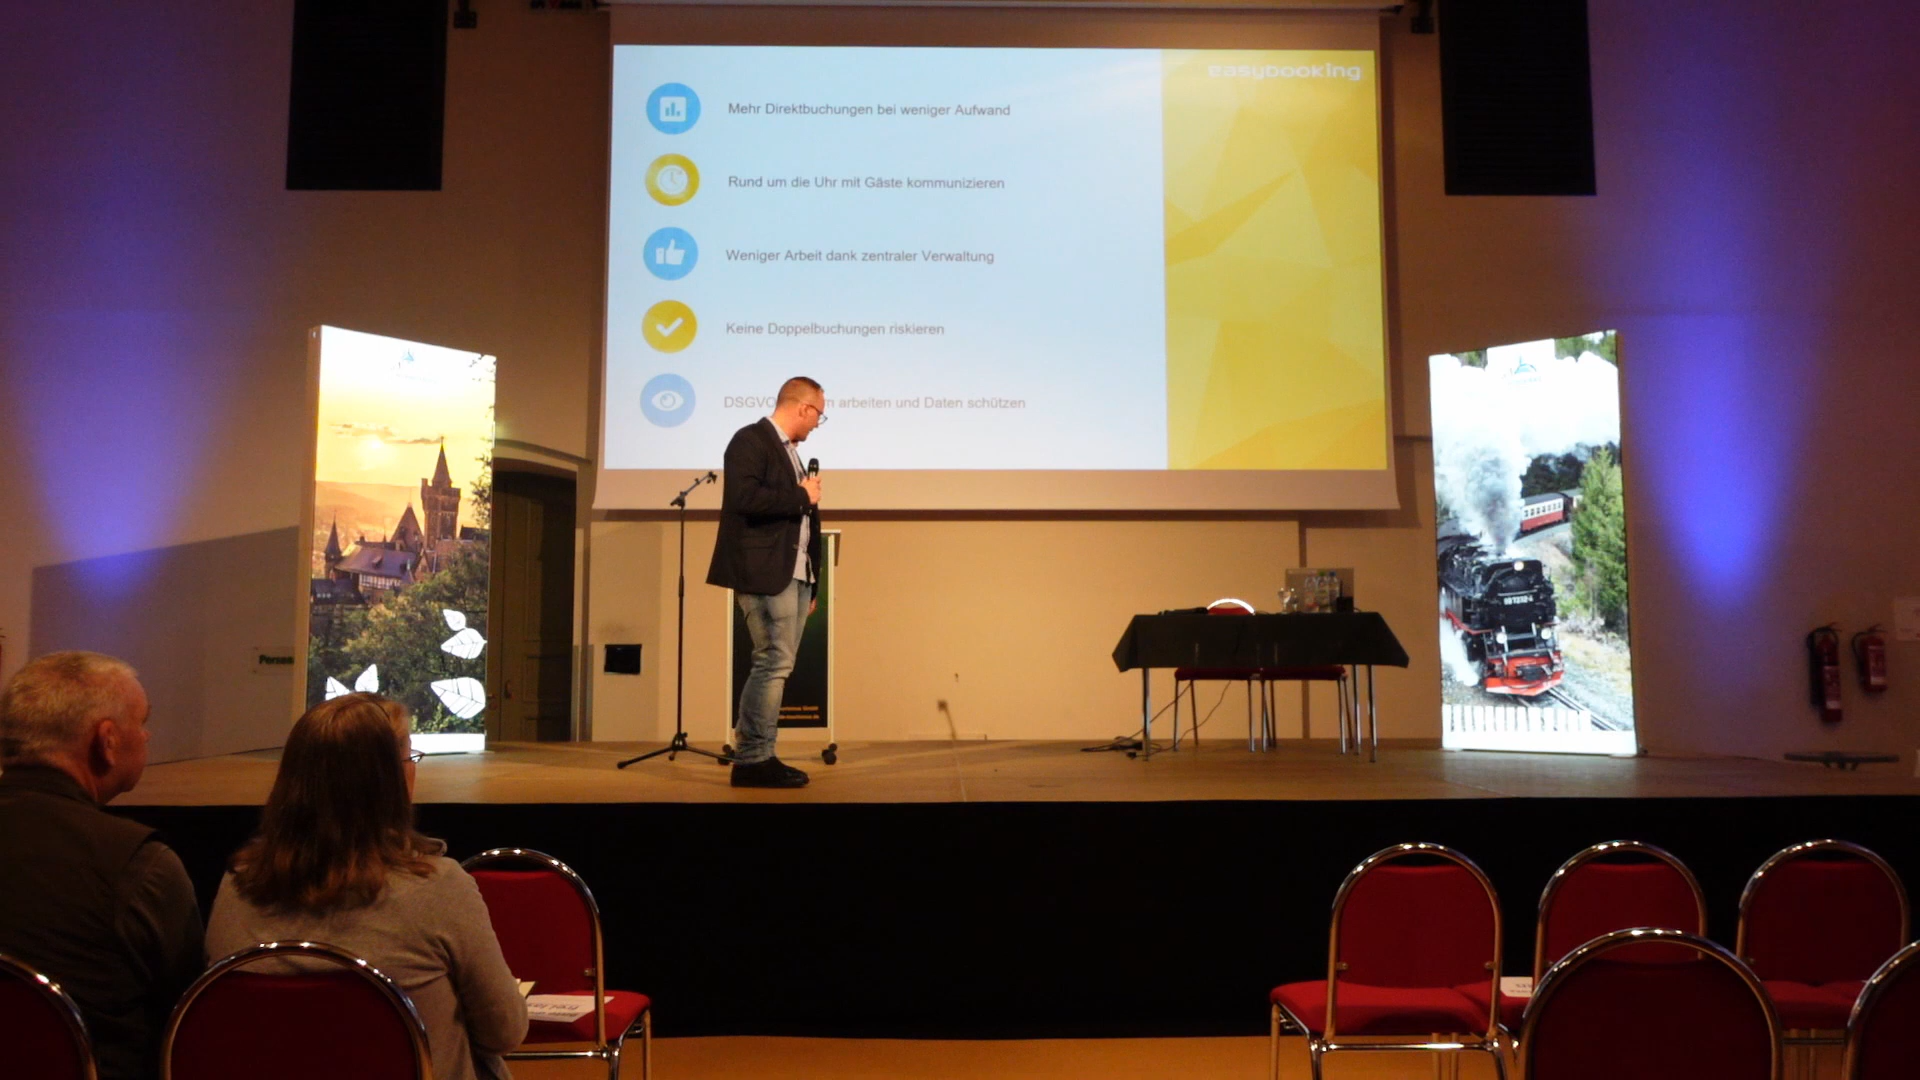 easybooking
Mehr Direktbuchungen bei weniger Aufwand
Rund um die Uhr mit Gäste kommunizieren
Weniger Arbeit dank zentraler Verwaltung
Keine Doppelbuchungen riskieren
DSGVO arbeiten und Daten schützen